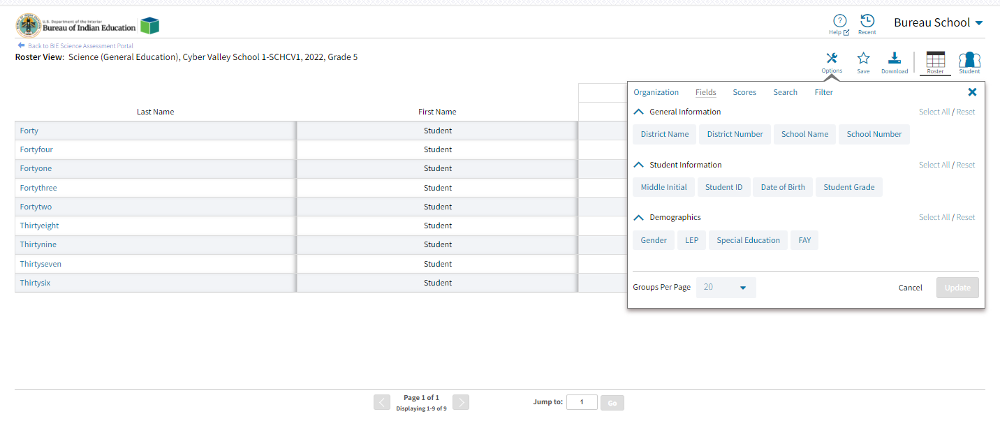 U.S. Department of the Interior
Bureau of Indian Education
? Help Recent Bureau School
Back to BIE Science Assessment Portal
Roster View: Science (General Education), Cyber Valley School 1-SCHCV1, 2022, Grade 5
Options Save Download Roster Student
Organization Fields Scores Search Filter
General Information Select All / Reset
District Name District Number School Name School Number
Student Information Select All / Reset
Middle Initial Student ID Date of Birth Student Grade
Demographics Select All / Reset
Gender LEP Special Education FAY
Groups Per Page 20 Cancel Update
Last Name First Name
Forty Student
Fortyfour Student
Fortyone Student
Fortythree Student
Fortytwo Student
Thirtyeight Student
Thirtynine Student
Thirtyseven Student
Thirtysix Student
Page 1 of 1
Displaying 1-9 of 9
Jump to: 1 Go